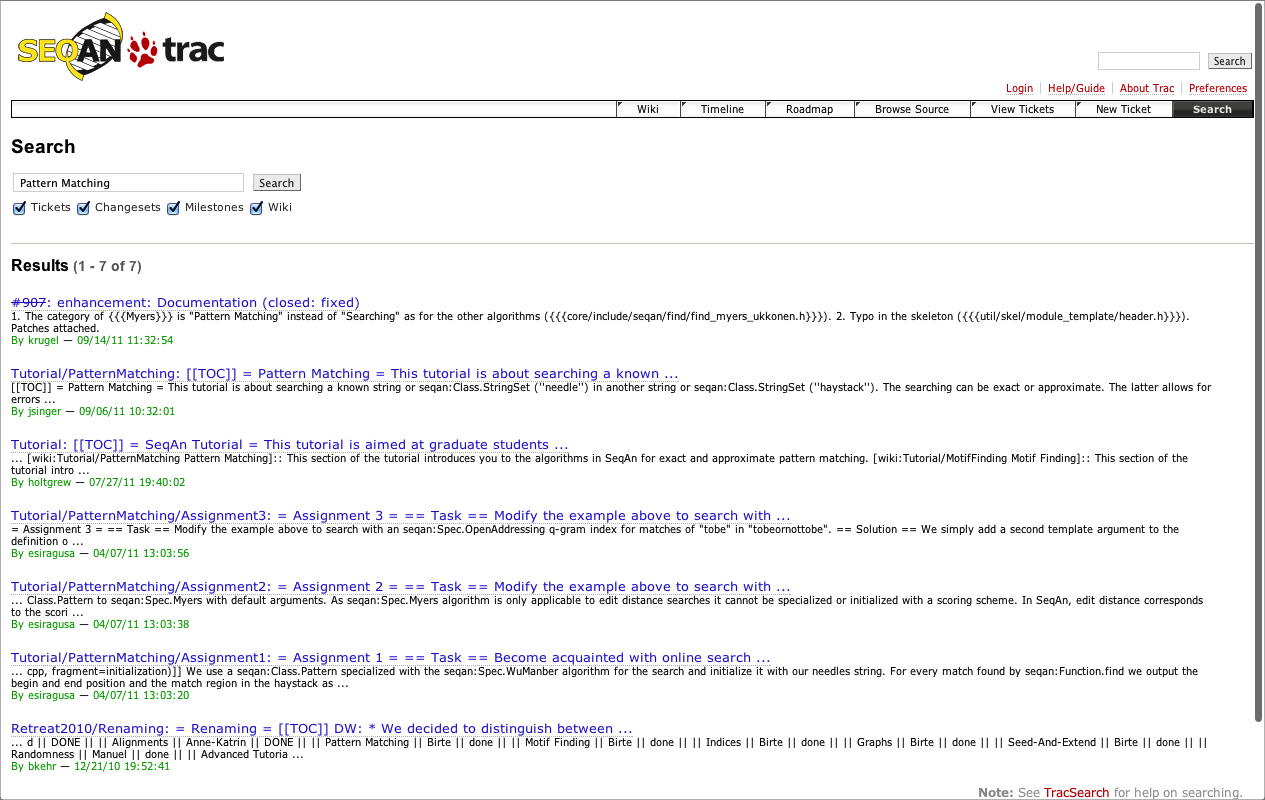 SEQAN trac
Search
Login Help/Guide About Trac Preferences
Wiki Timeline Roadmap Browse Source View Tickets New Ticket Search
Search
Pattern Matching Search
Tickets Changesets Milestones Wiki
Results (1 - 7 of 7)
#907: enhancement: Documentation (closed: fixed)
1. The category of {{{Myers}}} is "Pattern Matching" instead of "Searching" as for the other algorithms ({{{core/include/seqan/find/find_myers_ukkonen.h}}}). 2. Typo in the skeleton ({{{util/skel/module_template/header.h}}}).
Patches attached.
By krugel — 09/14/11 11:32:54
Tutorial/PatternMatching: [[TOC]] = Pattern Matching = This tutorial is about searching a known ...
[[TOC]] = Pattern Matching = This tutorial is about searching a known string or seqan:Class.StringSet (''needle'') in another string or seqan:Class.StringSet (''haystack''). The searching can be exact or approximate. The latter allows for
errors ...
By jsinger — 09/06/11 10:32:01
Tutorial: [[TOC]] = SeqAn Tutorial = This tutorial is aimed at graduate students ...
... [wiki:Tutorial/PatternMatching Pattern Matching]:: This section of the tutorial introduces you to the algorithms in SeqAn for exact and approximate pattern matching. [wiki:Tutorial/MotifFinding Motif Finding]:: This section of the
tutorial intro ...
By holtgrew — 07/27/11 19:40:02
Tutorial/PatternMatching/Assignment3: = Assignment 3 = == Task == Modify the example above to search with ...
= Assignment 3 = == Task == Modify the example above to search with an seqan:Spec.OpenAddressing q-gram index for matches of "tobe" in "tobeornottobe". == Solution == We simply add a second template argument to the
definition o ...
By esiragusa — 04/07/11 13:03:56
Tutorial/PatternMatching/Assignment2: = Assignment 2 = == Task == Modify the example above to search with ...
... Class.Pattern to seqan:Spec.Myers with default arguments. As seqan:Spec.Myers algorithm is only applicable to edit distance searches it cannot be specialized or initialized with a scoring scheme. In SeqAn, edit distance corresponds
to the scori ...
By esiragusa — 04/07/11 13:03:38
Tutorial/PatternMatching/Assignment1: = Assignment 1 = == Task == Become acquainted with online search ...
... cpp, fragment=initialization)]] We use a seqan:Class.Pattern specialized with the seqan:Spec.WuManber algorithm for the search and initialize it with our needles string. For every match found by seqan:Function.find we output the
begin and end position and the match region in the haystack as ...
By esiragusa — 04/07/11 13:03:20
Retreat2010/Renaming: = Renaming = [[TOC]] DW: * We decided to distinguish between ...
... d || DONE || || Alignments || Anne-Katrin || DONE || || Pattern Matching || Birte || done || || Motif Finding || Birte || done || || Indices || Birte || done || || Graphs || Birte || done || || Seed-And-Extend || Birte || done || ||
Randomness || Manuel || done || || Advanced Tutoria ...
By bkehr — 12/21/10 19:52:41
Note: See TracSearch for help on searching.